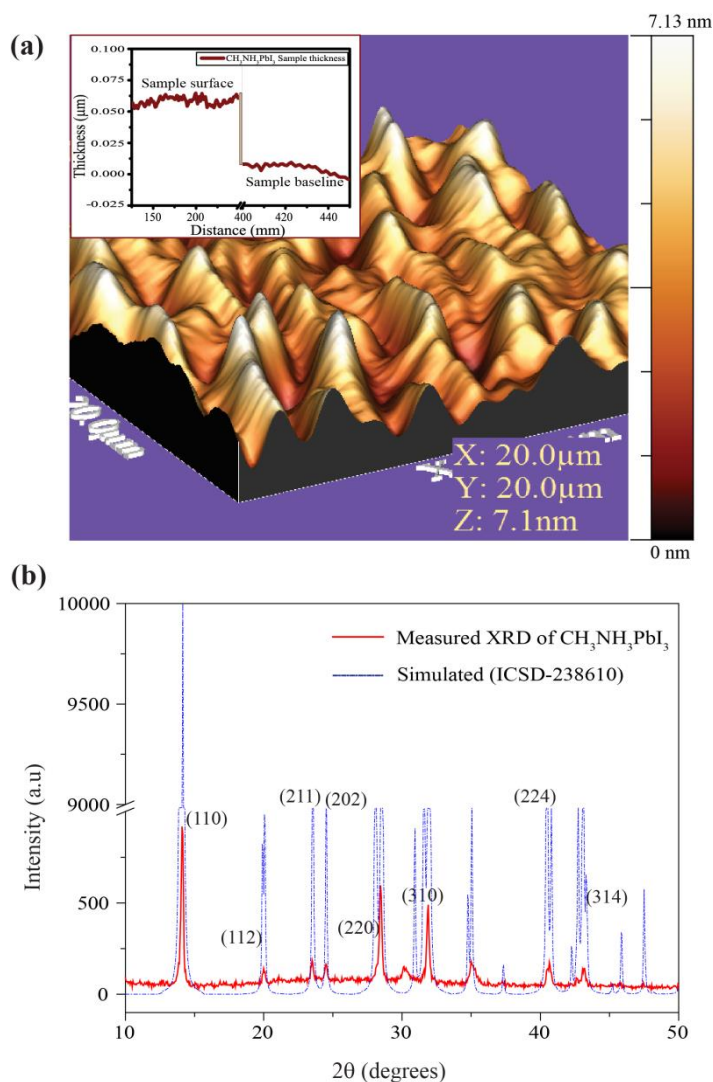 (a)
7.13 nm
0 nm
CH3NH3PbI3 Sample thickness
Sample surface
Sample baseline
Thickness (μm)
0.100
0.075
0.050
0.025
0.000
-0.025
150 200 400 420 440
Distance (mm)
X: 20.0μm
Y: 20.0μm
Z: 7.1nm
(b)
10000
9500
9000
500
0
Intensity (a.u)
Measured XRD of CH3NH3PbI3
Simulated (ICSD-238610)
(110)
(112)
(211)
(202)
(220)
(310)
(224)
(314)
10 20 30 40 50
2θ (degrees)